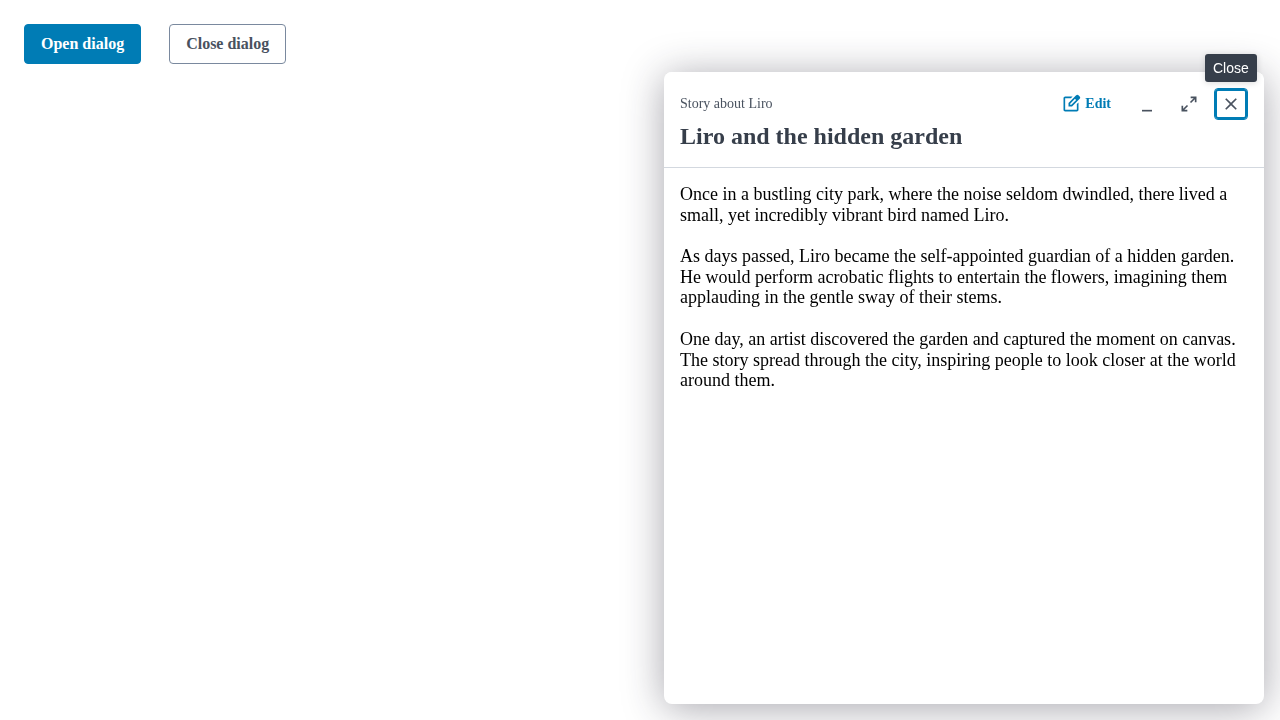 Open dialog
Close dialog
Close
Story about Liro
Edit
Liro and the hidden garden
Once in a bustling city park, where the noise seldom dwindled, there lived a
small, yet incredibly vibrant bird named Liro.
As days passed, Liro became the self-appointed guardian of a hidden garden.
He would perform acrobatic flights to entertain the flowers, imagining them
applauding in the gentle sway of their stems.
One day, an artist discovered the garden and captured the moment on canvas.
The story spread through the city, inspiring people to look closer at the world
around them.